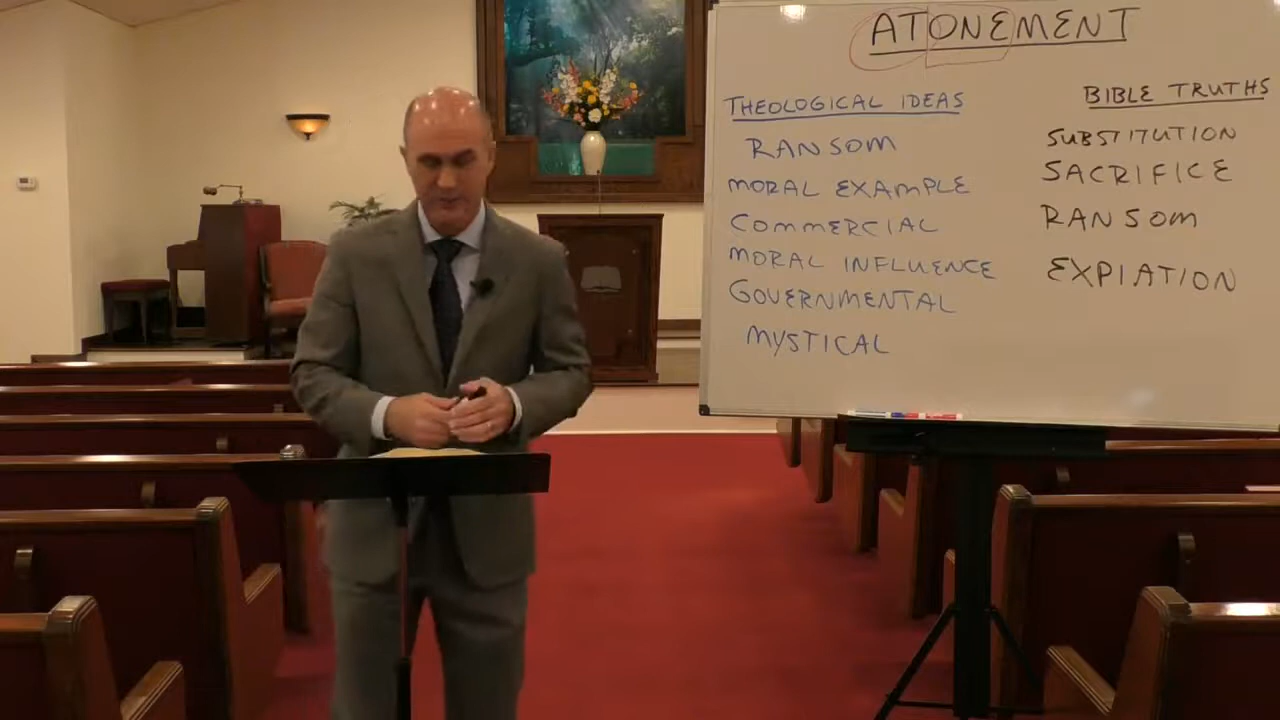 ATONEMENT
THEOLOGICAL IDEAS
RANSOM
MORAL EXAMPLE
COMMERCIAL
MORAL INFLUENCE
GOVERNMENTAL
MYSTICAL
BIBLE TRUTHS
SUBSTITUTION
SACRIFICE
RANSOM
EXPIATION